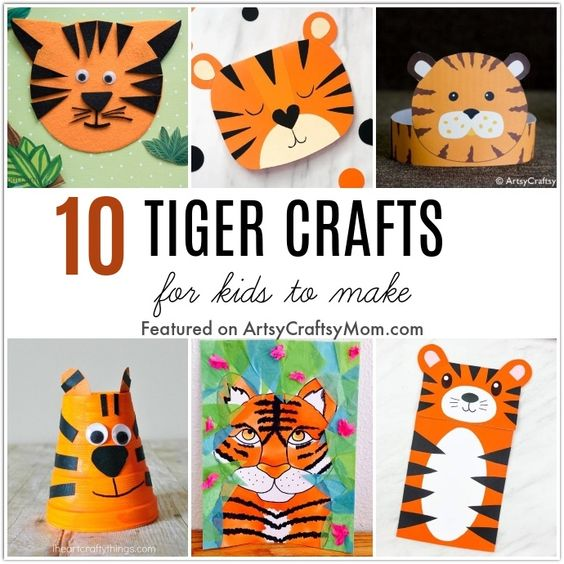 © ArtsyCraftsy
10 TIGER CRAFTS
for kids to make
Featured on ArtsyCraftsyMom.com
iheartcraftythings.com